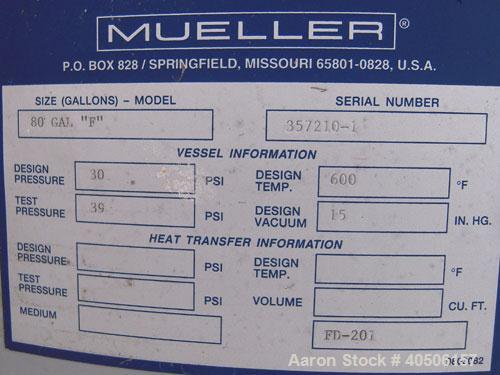 MUELLER®
P.O. BOX 828 / SPRINGFIELD, MISSOURI 65801-0828, U.S.A.
SIZE (GALLONS) – MODEL SERIAL NUMBER
80 GAL "F" 357210-1
VESSEL INFORMATION
DESIGN PRESSURE 30 PSI DESIGN TEMP. 600 °F
TEST PRESSURE 39 PSI DESIGN VACUUM 15 IN. HG.
HEAT TRANSFER INFORMATION
DESIGN PRESSURE PSI DESIGN TEMP. °F
TEST PRESSURE PSI VOLUME CU. FT.
MEDIUM FD-201
Aaron Stock #